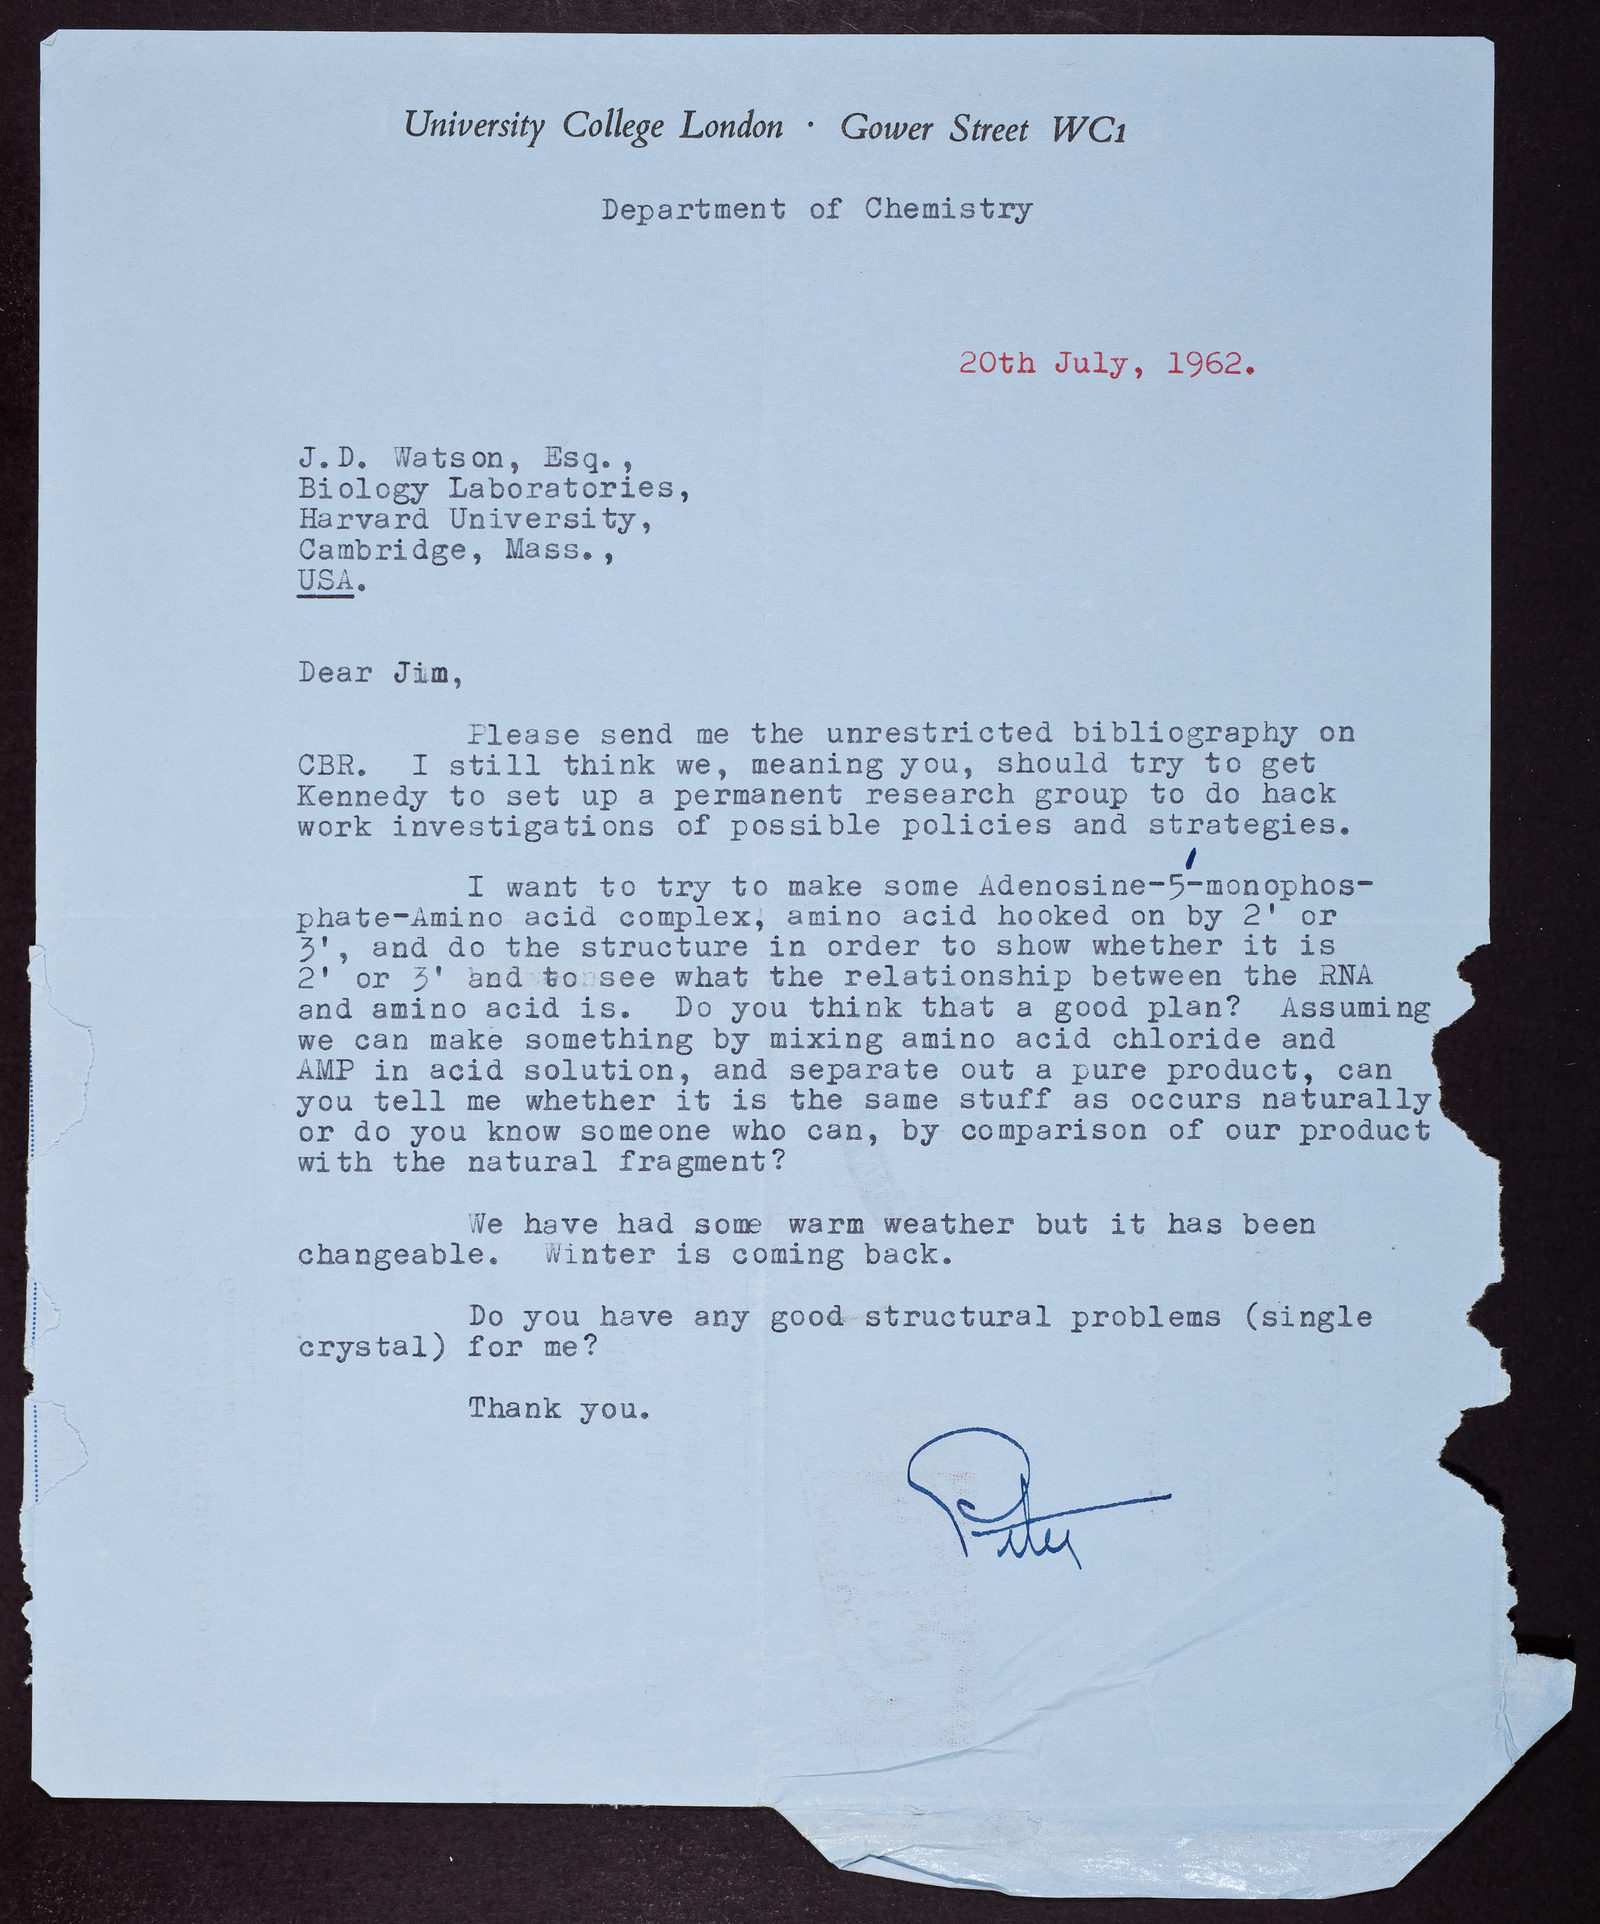 University College London · Gower Street WC1
Department of Chemistry
20th July, 1962.
J.D. Watson, Esq.,
Biology Laboratories,
Harvard University,
Cambridge, Mass.,
USA.
Dear Jim,
Please send me the unrestricted bibliography on
CBR. I still think we, meaning you, should try to get
Kennedy to set up a permanent research group to do hack
work investigations of possible policies and strategies.
I want to try to make some Adenosine-5'-monophos-
phate-Amino acid complex, amino acid hooked on by 2' or
3', and do the structure in order to show whether it is
2' or 3' and to see what the relationship between the RNA
and amino acid is. Do you think that a good plan? Assuming
we can make something by mixing amino acid chloride and
AMP in acid solution, and separate out a pure product, can
you tell me whether it is the same stuff as occurs naturally
or do you know someone who can, by comparison of our product
with the natural fragment?
We have had some warm weather but it has been
changeable. Winter is coming back.
Do you have any good structural problems (single
crystal) for me?
Thank you.
Peter